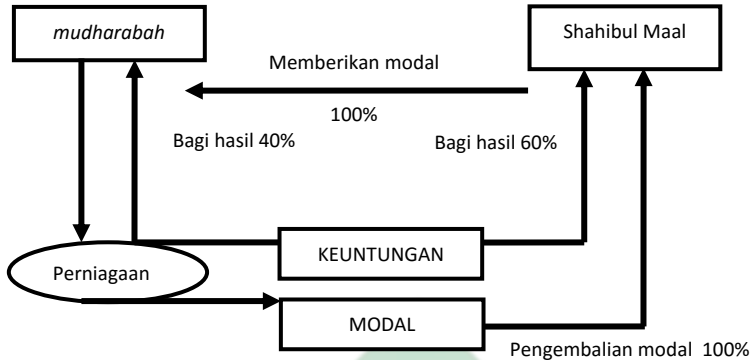 mudharabah
Shahibul Maal
Memberikan modal
100%
Bagi hasil 40%
Bagi hasil 60%
KEUNTUNGAN
Perniagaan
MODAL
Pengembalian modal 100%